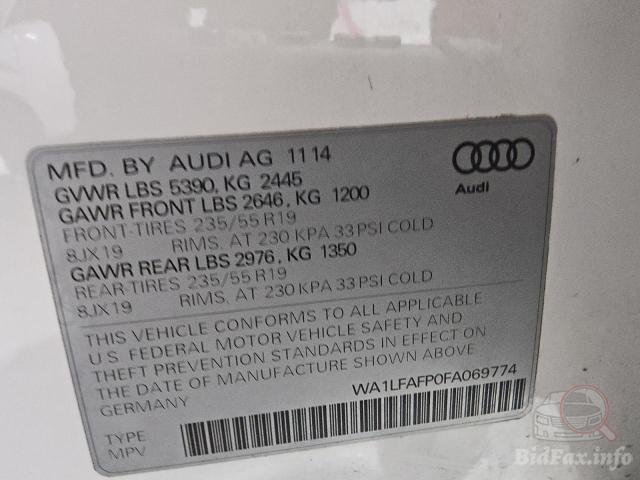 MFD. BY AUDI AG 11 14
GVWR LBS 5390, KG 2445
GAWR FRONT LBS 2646, KG 1200
FRONT-TIRES 235/55 R19
8JX19 RIMS. AT 230 KPA 33 PSI COLD
GAWR REAR LBS 2976, KG 1350
REAR-TIRES 235/55 R19
8JX19 RIMS. AT 230 KPA 33 PSI COLD
Audi
THIS VEHICLE CONFORMS TO ALL APPLICABLE
U.S. FEDERAL MOTOR VEHICLE SAFETY AND
THEFT PREVENTION STANDARDS IN EFFECT ON
THE DATE OF MANUFACTURE SHOWN ABOVE
GERMANY
WA1LFAFP0FA069774
TYPE
MPV
BidFax.info